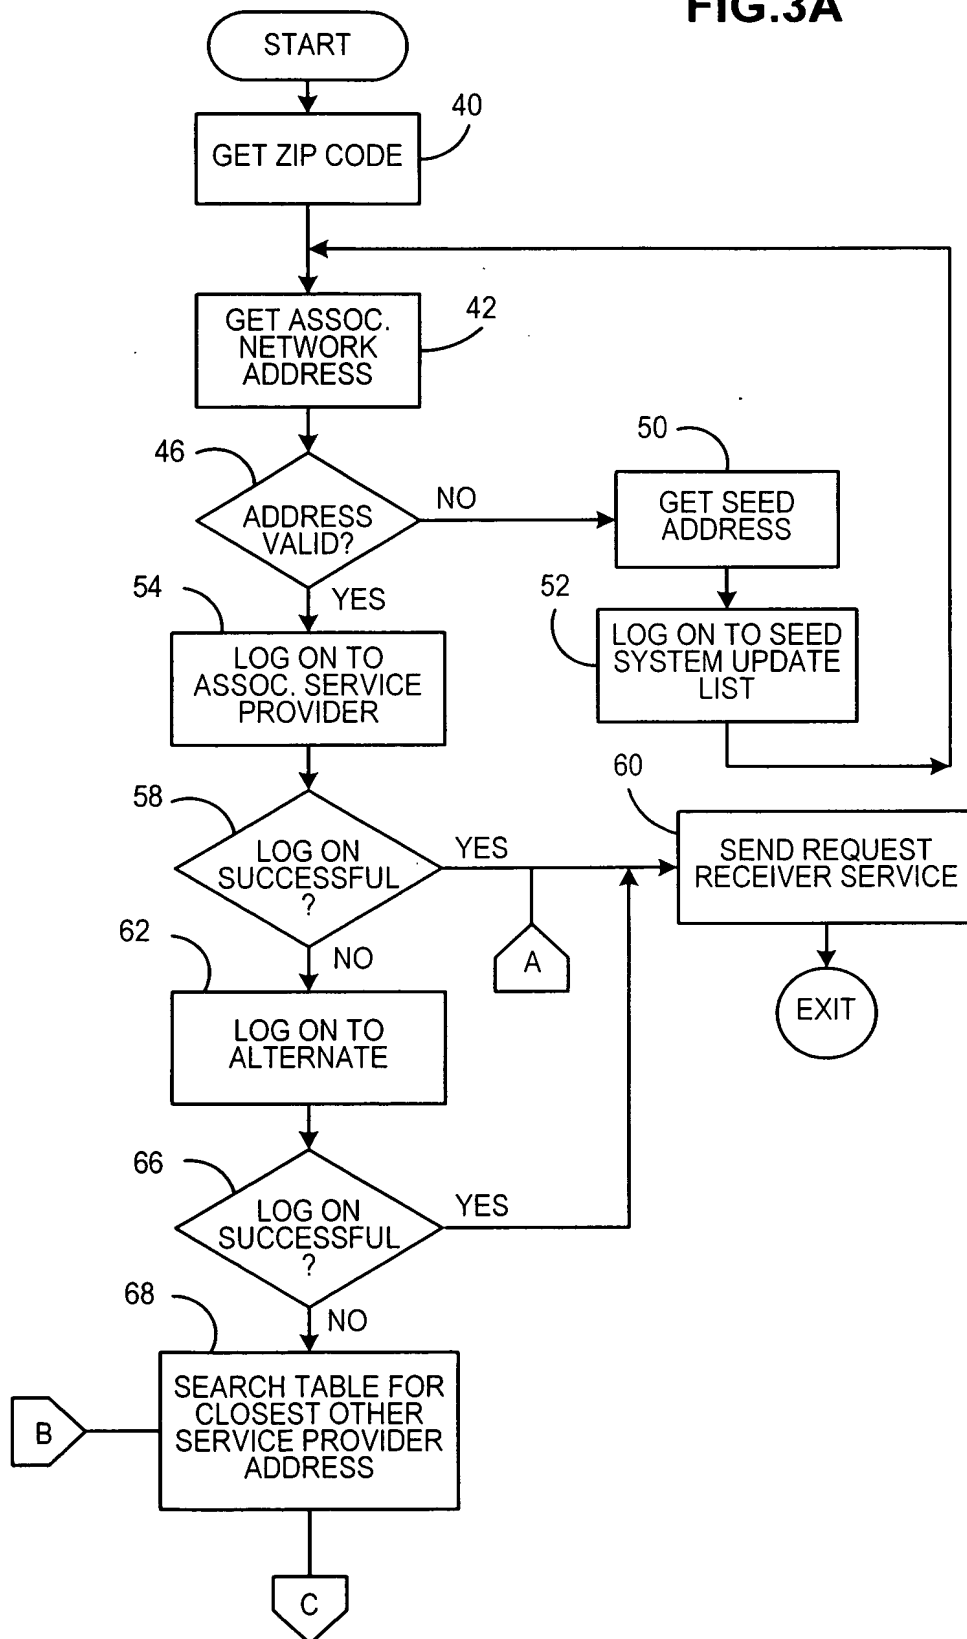 FIG.3A
START
40
GET ZIP CODE
42
GET ASSOC.
NETWORK
ADDRESS
46
ADDRESS
VALID?
NO
50
GET SEED
ADDRESS
YES
54
52
LOG ON TO SEED
SYSTEM UPDATE
LIST
LOG ON TO
ASSOC. SERVICE
PROVIDER
58
LOG ON
SUCCESSFUL
?
YES
60
SEND REQUEST
RECEIVER SERVICE
A
EXIT
NO
62
LOG ON TO
ALTERNATE
66
LOG ON
SUCCESSFUL
?
YES
NO
68
SEARCH TABLE FOR
CLOSEST OTHER
SERVICE PROVIDER
ADDRESS
B
C